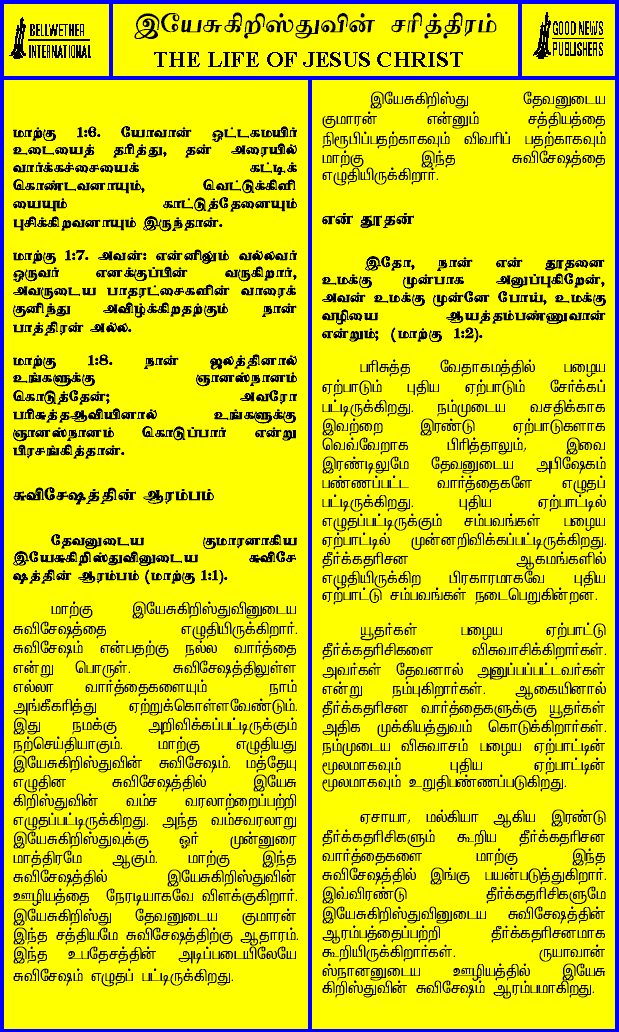 BELLWETHER
INTERNATIONAL
இயேசுகிறிஸ்துவின் சரித்திரம்
THE LIFE OF JESUS CHRIST
GOOD NEWS
PUBLISHERS
மாற்கு 1:6. யோவான் ஒட்டகமயிர்
உடையைத் தரித்து, தன் அரையில்
வார்க்கச்சையைக் கட்டிக்
கொண்டவனாயும், வெட்டுக்கிளி
யையும் காட்டுத்தேனையும்
புசிக்கிறவனாயும் இருந்தான்.
மாற்கு 1:7. அவன்: என்னிலும் வல்லவர்
ஒருவர் எனக்குப்பின் வருகிறார்,
அவருடைய பாதரட்சைகளின் வாரைக்
குனிந்து அவிழ்க்கிறதற்கும் நான்
பாத்திரன் அல்ல.
மாற்கு 1:8. நான் ஜலத்தினால்
உங்களுக்கு ஞானஸ்நானம்
கொடுத்தேன்; அவரோ
பரிசுத்த-ஆவியினால் உங்களுக்கு
ஞானஸ்நானம் கொடுப்பார் என்று
பிரசங்கித்தான்.
சுவிசேஷத்தின் ஆரம்பம்
தேவனுடைய குமாரனாகிய
இயேசுகிறிஸ்துவினுடைய சுவிசே
ஷத்தின் ஆரம்பம் (மாற்கு 1:1).
மாற்கு இயேசுகிறிஸ்துவினுடைய
சுவிசேஷத்தை எழுதியிருக்கிறார்.
சுவிசேஷம் என்பதற்கு நல்ல வார்த்தை
என்று பொருள். சுவிசேஷத்திலுள்ள
எல்லா வார்த்தைகளையும் நாம்
அங்கீகரித்து ஏற்றுக்கொள்ளவேண்டும்.
இது நமக்கு அறிவிக்கப்பட்டிருக்கும்
நற்செய்தியாகும். மாற்கு எழுதியது
இயேசுகிறிஸ்துவின் சுவிசேஷம். மத்தேயு
எழுதின சுவிசேஷத்தில் இயேசு
கிறிஸ்துவின் வம்ச வரலாற்றைப்பற்றி
எழுதப்பட்டிருக்கிறது. அந்த வம்சவரலாறு
இயேசுகிறிஸ்துவுக்கு ஓர் முன்னுரை
மாத்திரமே ஆகும். மாற்கு இந்த
சுவிசேஷத்தில் இயேசுகிறிஸ்துவின்
ஊழியத்தை நேரடியாகவே விளக்குகிறார்.
இயேசுகிறிஸ்து தேவனுடைய குமாரன்
இந்த சத்தியமே சுவிசேஷத்திற்கு ஆதாரம்.
இந்த உபதேசத்தின் அடிப்படையிலேயே
சுவிசேஷம் எழுதப் பட்டிருக்கிறது.
இயேசுகிறிஸ்து தேவனுடைய
குமாரன் என்னும் சத்தியத்தை
நிரூபிப்பதற்காகவும் விவரிப் பதற்காகவும்
மாற்கு இந்த சுவிசேஷத்தை
எழுதியிருக்கிறார்.
என் தூதன்
இதோ, நான் என் தூதனை
உமக்கு முன்பாக அனுப்புகிறேன்,
அவன் உமக்கு முன்னே போய், உமக்கு
வழியை ஆயத்தம்பண்ணுவான்
என்றும்; (மாற்கு 1:2).
பரிசுத்த வேதாகமத்தில் பழைய
ஏற்பாடும் புதிய ஏற்பாடும் சேர்க்கப்
பட்டிருக்கிறது. நம்முடைய வசதிக்காக
இவற்றை இரண்டு ஏற்பாடுகளாக
வெவ்வேறாக பிரித்தாலும், இவை
இரண்டிலுமே தேவனுடைய அபிஷேகம்
பண்ணப்பட்ட வார்த்தைகளே எழுதப்
பட்டிருக்கிறது. புதிய ஏற்பாட்டில்
எழுதப்பட்டிருக்கும் சம்பவங்கள் பழைய
ஏற்பாட்டில் முன்னறிவிக்கப்பட்டிருக்கிறது.
தீர்க்கதரிசன ஆகமங்களில்
எழுதியிருக்கிற பிரகாரமாகவே புதிய
ஏற்பாட்டு சம்பவங்கள் நடைபெறுகின்றன.
யூதர்கள் பழைய ஏற்பாட்டு
தீர்க்கதரிசிகளை விசுவாசிக்கிறார்கள்.
அவர்கள் தேவனால் அனுப்பப்பட்டவர்கள்
என்று நம்புகிறார்கள். ஆகையினால்
தீர்க்கதரிசன வார்த்தைகளுக்கு யூதர்கள்
அதிக முக்கியத்துவம் கொடுக்கிறார்கள்.
நம்முடைய விசுவாசம் பழைய ஏற்பாட்டின்
மூலமாகவும் புதிய ஏற்பாட்டின்
மூலமாகவும் உறுதிபண்ணப்படுகிறது.
ஏசாயா, மல்கியா ஆகிய இரண்டு
தீர்க்கதரிசிகளும் கூறிய தீர்க்கதரிசன
வார்த்தைகளை மாற்கு இந்த
சுவிசேஷத்தில் இங்கு பயன்படுத்துகிறார்.
இவ்விரண்டு தீர்க்கதரிசிகளுமே
இயேசுகிறிஸ்துவினுடைய சுவிசேஷத்தின்
ஆரம்பத்தைப்பற்றி தீர்க்கதரிசனமாக
கூறியிருக்கிறார்கள். ருயாவான்
ஸ்நானனுடைய ஊழியத்தில் இயேசு
கிறிஸ்துவின் சுவிசேஷம் ஆரம்பமாகிறது.